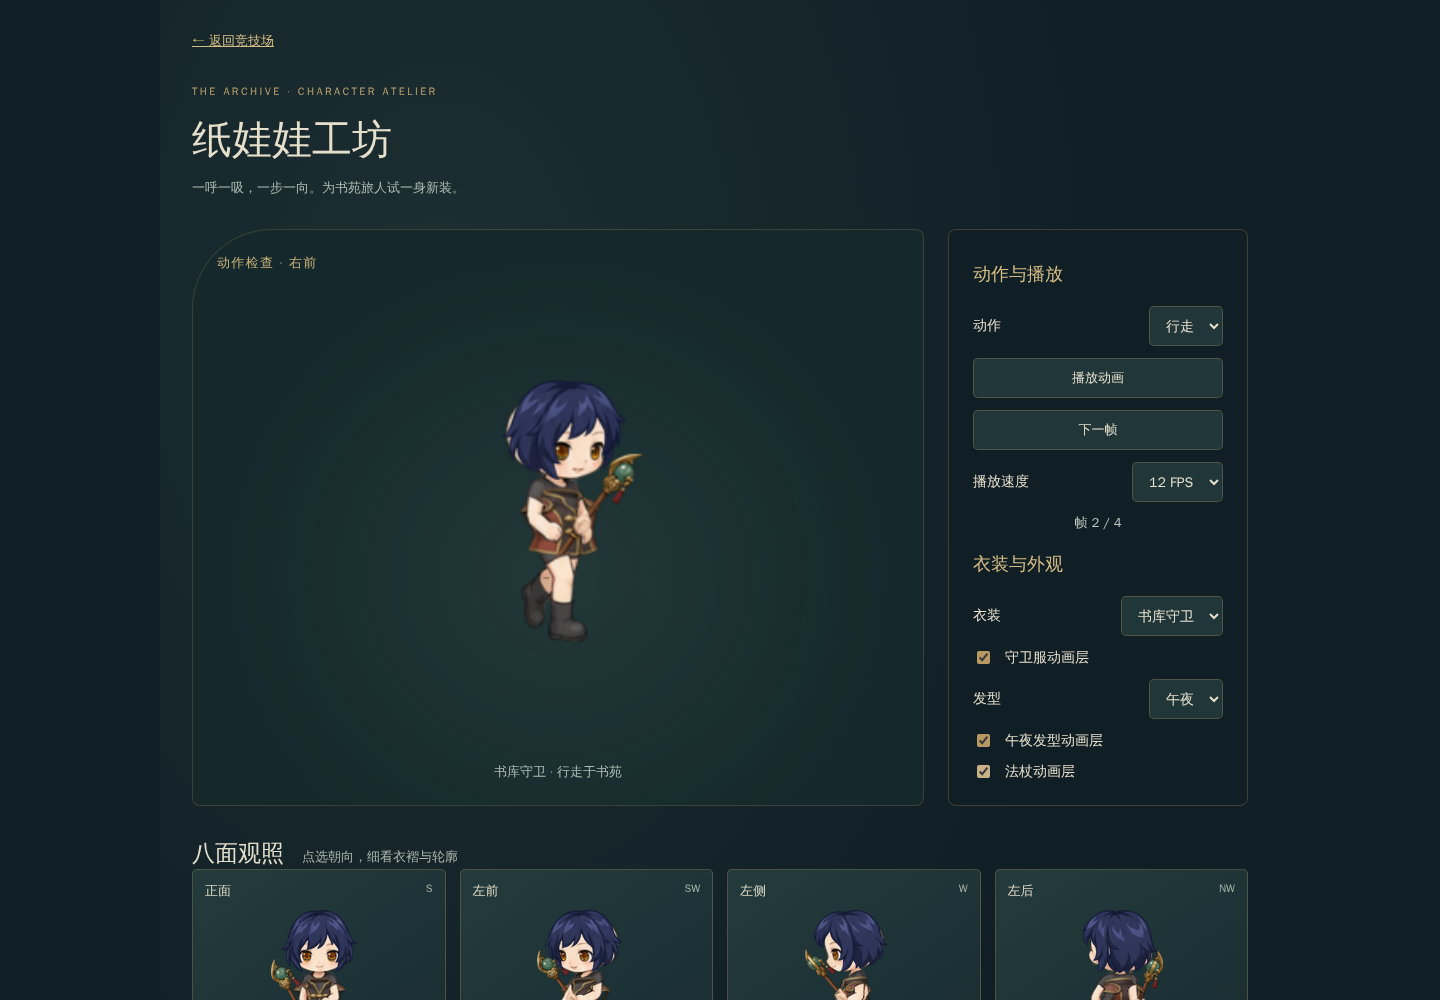 ← 返回竞技场
THE ARCHIVE · CHARACTER ATELIER
纸娃娃工坊
一呼一吸，一步一向。为书苑旅人试一身新装。
动作检查 · 右前
书库守卫 · 行走于书苑
动作与播放
动作 行走
播放动画
下一帧
播放速度 12 FPS
帧 2 / 4
衣装与外观
衣装 书库守卫
守卫服动画层
发型 午夜
午夜发型动画层
法杖动画层
八面观照 点选朝向，细看衣褶与轮廓
正面 S
左前 SW
左侧 W
左后 NW